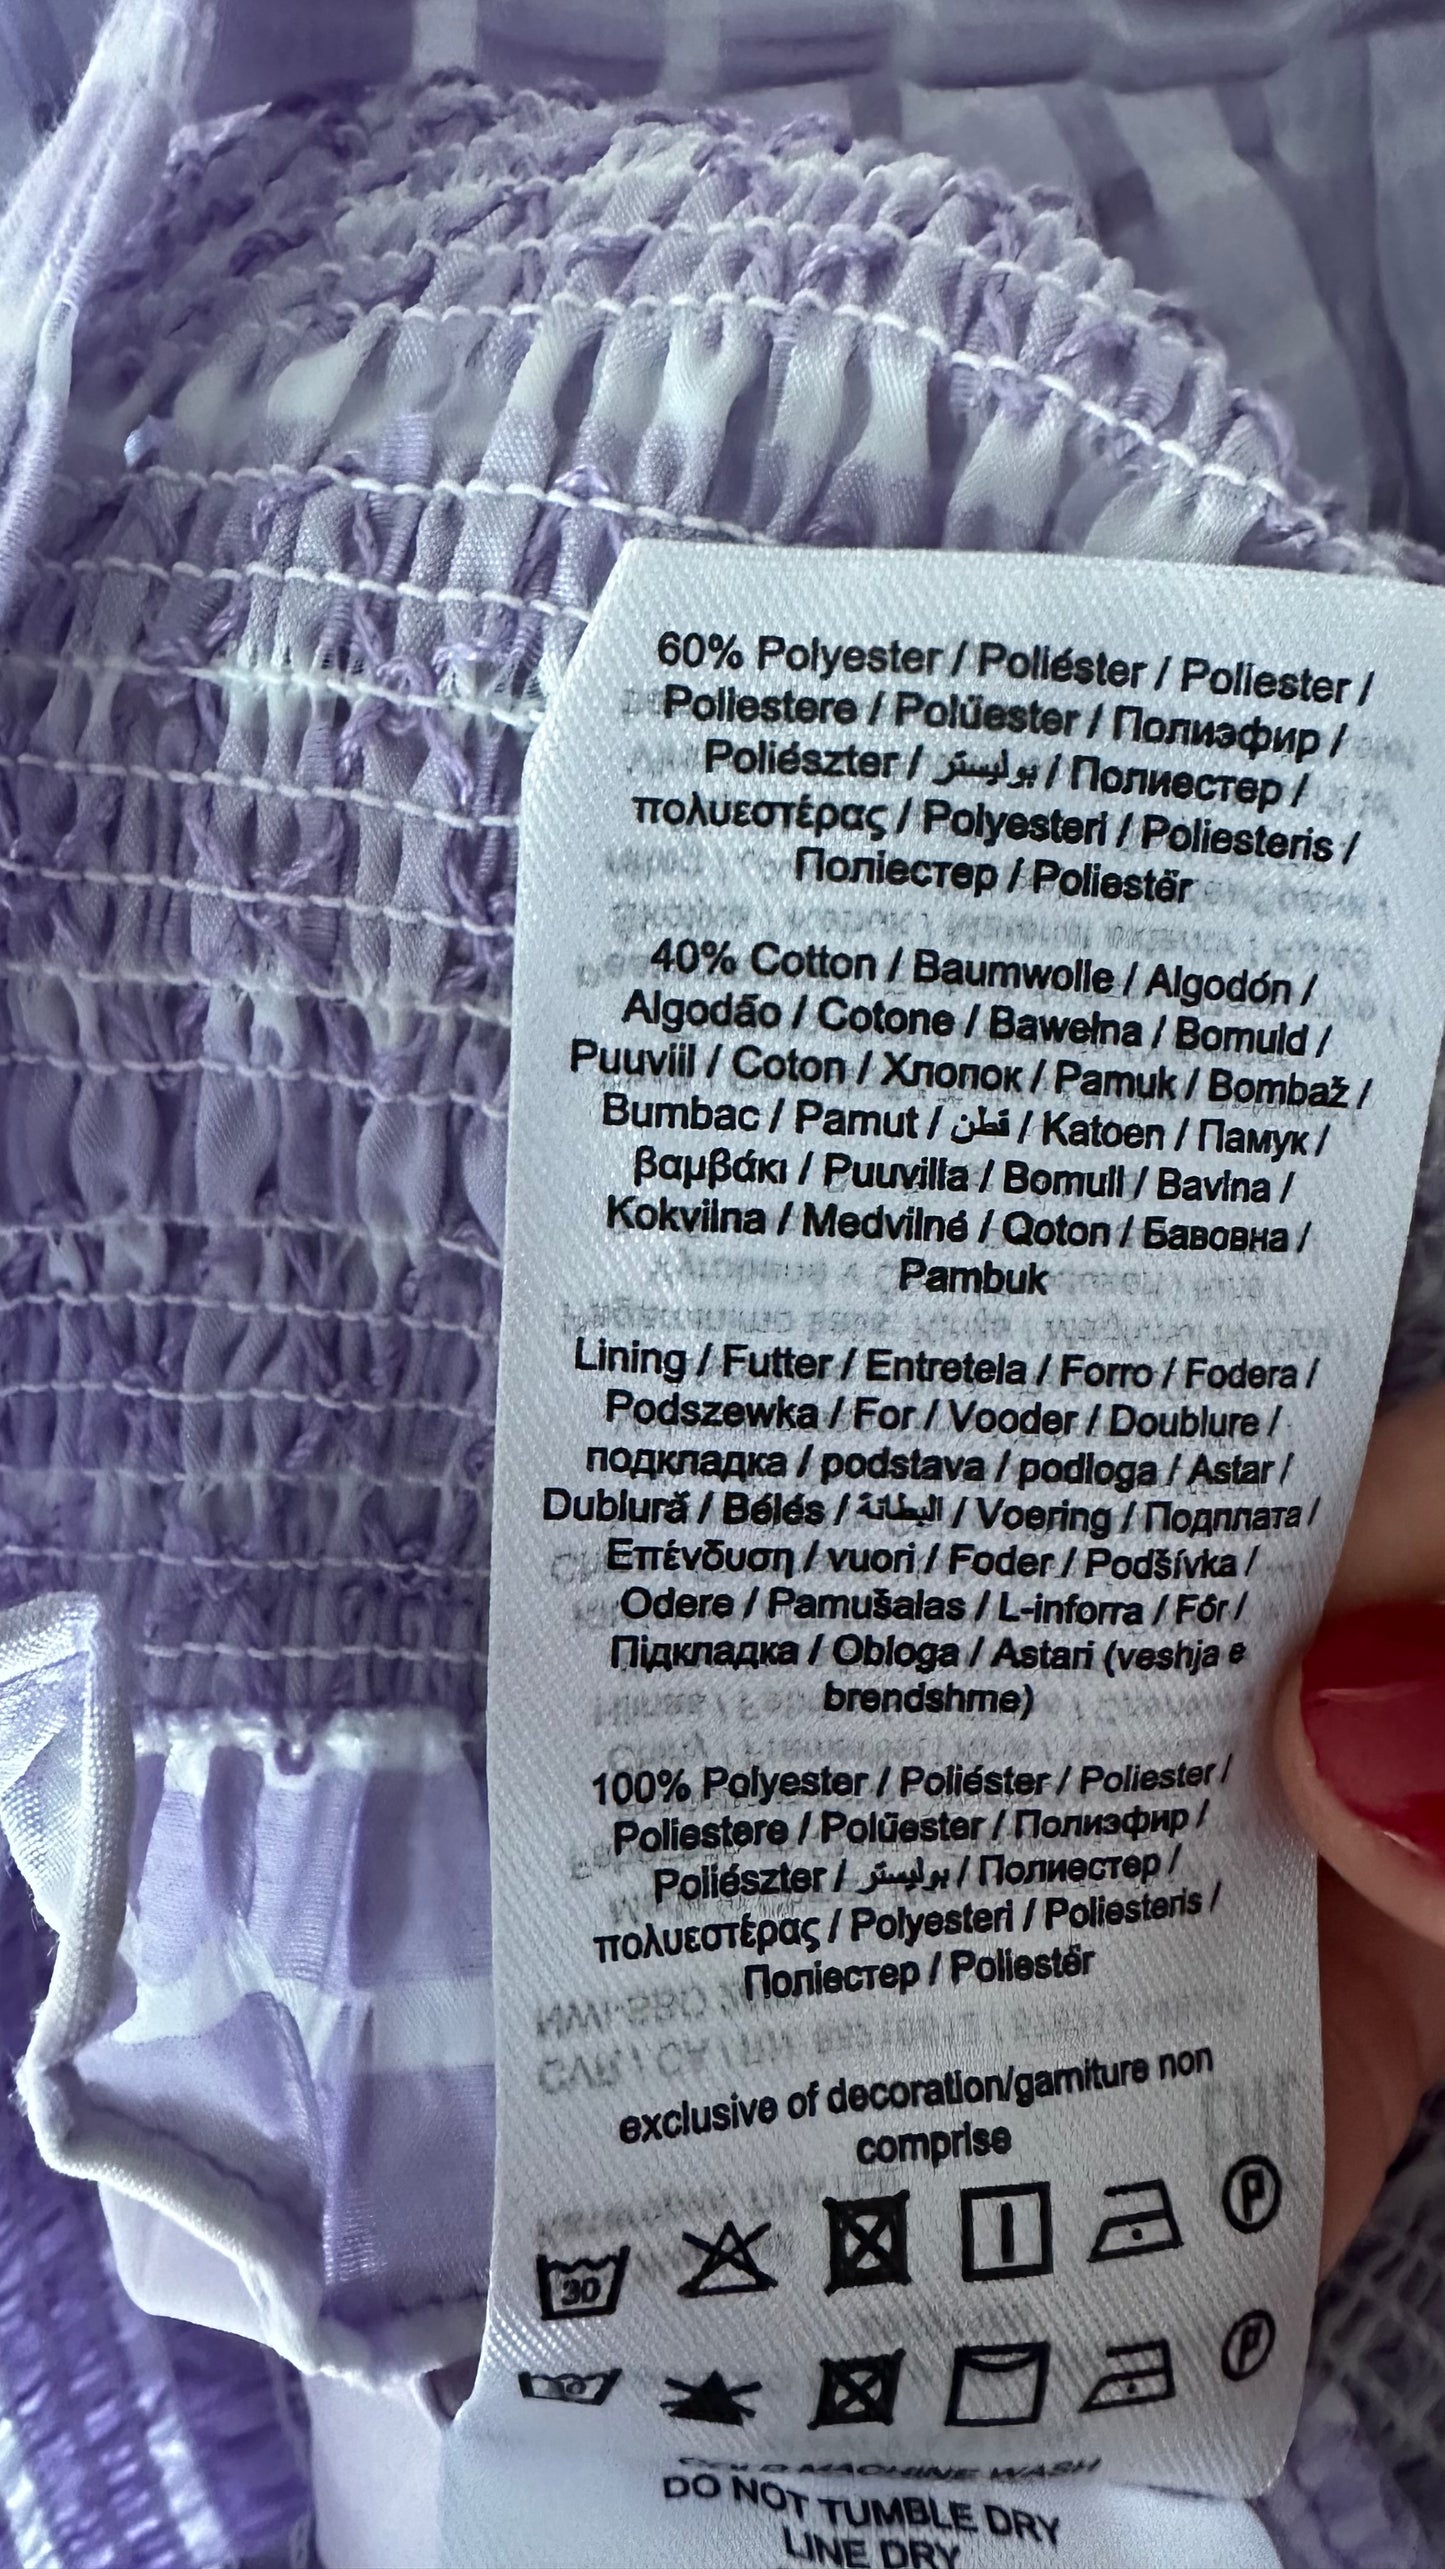 60% Polyester / Poliéster / Poliester /
Poliestere / Polüester / Полиэфир /
Poliészter / بوليستر / Полиестер /
πολυεστέρας / Polyesteri / Poliesteris /
Поліестер / Poliestër
40% Cotton / Baumwolle / Algodón /
Algodão / Cotone / Bawełna / Bomuld /
Puuviil / Coton / Хлопок / Pamuk / Bombaž /
Bumbac / Pamut / قطن / Katoen / Памук /
βαμβάκι / Puuvilla / Bomull / Bavlna /
Kokvilna / Medvilné / Qoton / Бавовна /
Pambuk
Lining / Futter / Entretela / Forro / Fodera /
Podszewka / For / Vooder / Doublure /
подкладка / podstava / podloga / Astar /
Dublură / Bélés / البطانة / Voering / Подплата /
Επένδυση / vuori / Foder / Podšívka /
Odere / Pamušalas / L-inforra / Fór /
Підкладка / Obloga / Astari (veshja e
brendshme)
100% Polyester / Poliéster / Poliester /
Poliestere / Polüester / Полиэфир /
Poliészter / بوليستر / Полиестер /
πολυεστέρας / Polyesteri / Poliesteris /
Поліестер / Poliestër
exclusive of decoration/garniture non
comprise
30 P
P
MACHINE WASH
DO NOT TUMBLE DRY
LINE DRY